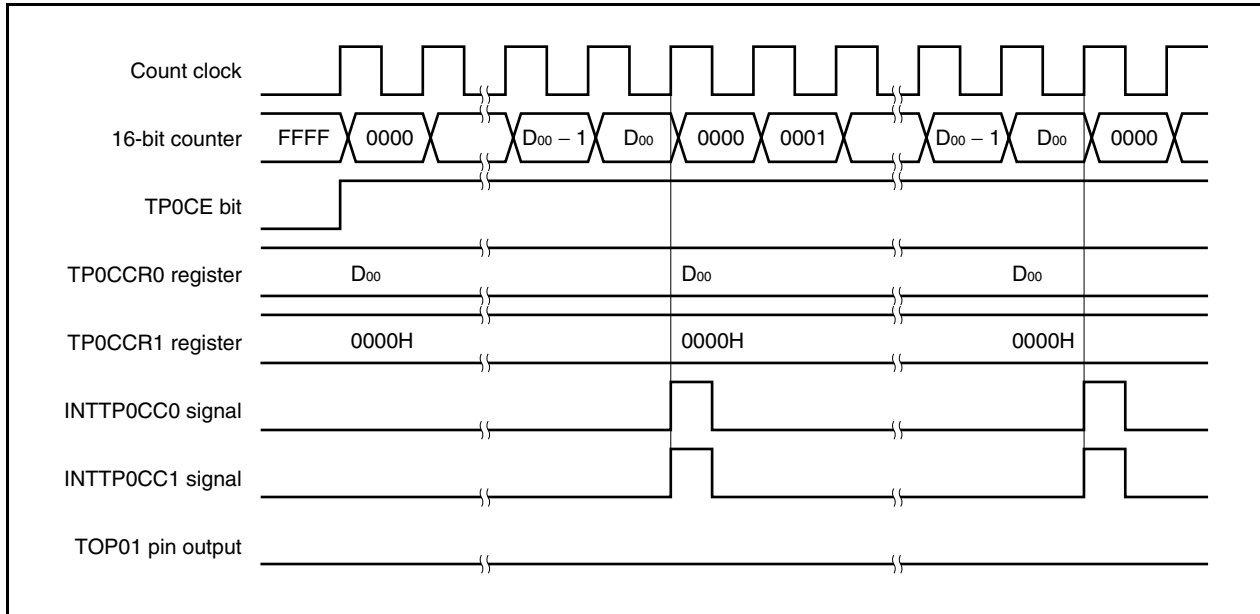 Count clock
16-bit counter FFFF 0000 D00 − 1 D00 0000 0001 D00 − 1 D00 0000
TP0CE bit
TP0CCR0 register D00 D00 D00
TP0CCR1 register 0000H 0000H 0000H
INTTP0CC0 signal
INTTP0CC1 signal
TOP01 pin output